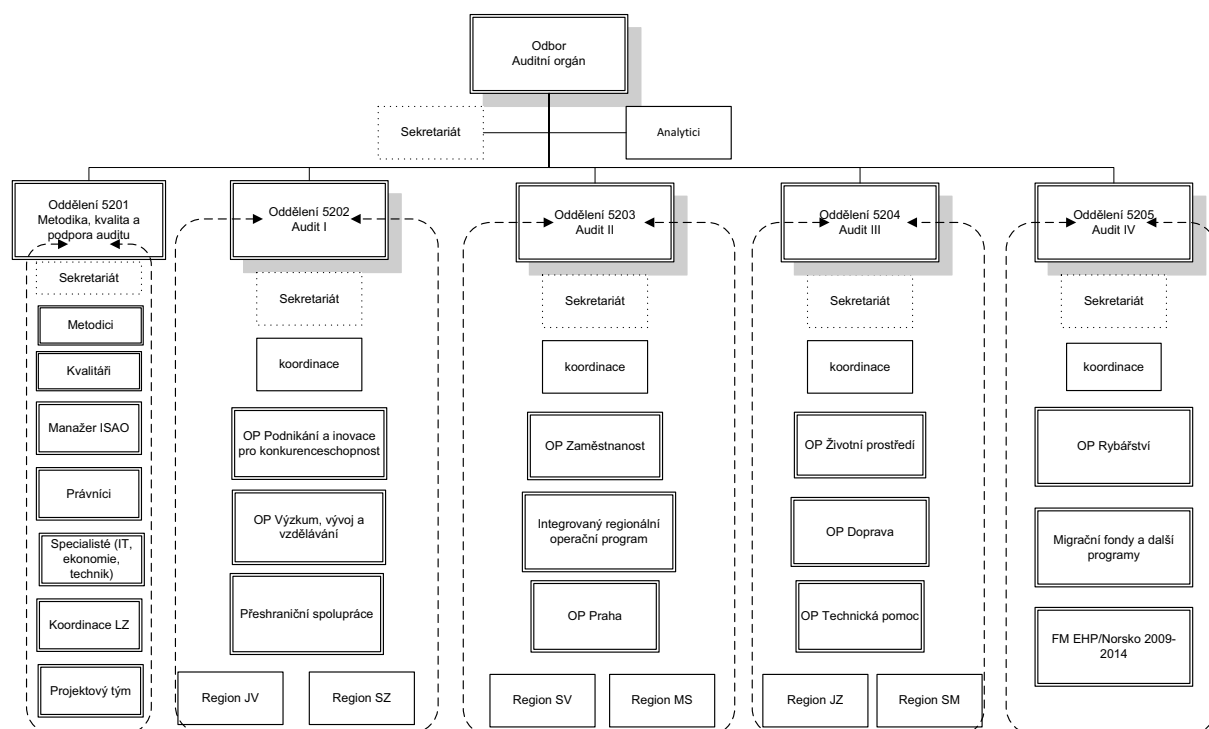 Odbor
Auditní orgán
Sekretariát
Analytici
Oddělení 5201
Metodika, kvalita a
podpora auditu
Sekretariát
Metodici
Kvalitáři
Manažer ISAO
Právníci
Specialisté (IT,
ekonomie,
technik)
Koordinace LZ
Projektový tým
Oddělení 5202
Audit I
Sekretariát
koordinace
OP Podnikání a inovace
pro konkurenceschopnost
OP Výzkum, vývoj a
vzdělávání
Přeshraniční spolupráce
Region JV
Region SZ
Oddělení 5203
Audit II
Sekretariát
koordinace
OP Zaměstnanost
Integrovaný regionální
operační program
OP Praha
Region SV
Region MS
Oddělení 5204
Audit III
Sekretariát
koordinace
OP Životní prostředí
OP Doprava
OP Technická pomoc
Region JZ
Region SM
Oddělení 5205
Audit IV
Sekretariát
koordinace
OP Rybářství
Migrační fondy a další
programy
FM EHP/Norsko 2009-
2014